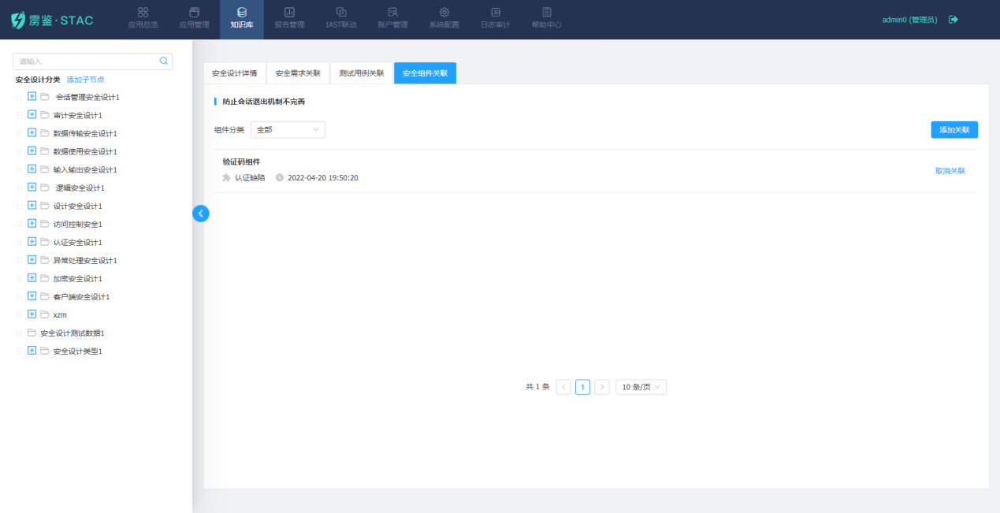 雳鉴·STAC
应用总览
应用管理
知识库
报告管理
IAST联动
账户管理
系统配置
日志审计
帮助中心
admin0 (管理员)
请输入
安全设计分类 添加子节点
会话管理安全设计1
审计安全设计1
数据传输安全设计1
数据使用安全设计1
输入输出安全设计1
逻辑安全设计1
设计安全设计1
访问控制安全1
认证安全设计1
异常处理安全设计1
加密安全设计1
客户端安全设计1
xzm
安全设计测试数据1
安全设计类型1
安全设计详情
安全需求关联
测试用例关联
安全组件关联
防止会话退出机制不完善
组件分类 全部
添加关联
验证码组件
认证缺陷 2022-04-20 19:50:20
取消关联
共 1 条 < 1 > 10 条/页